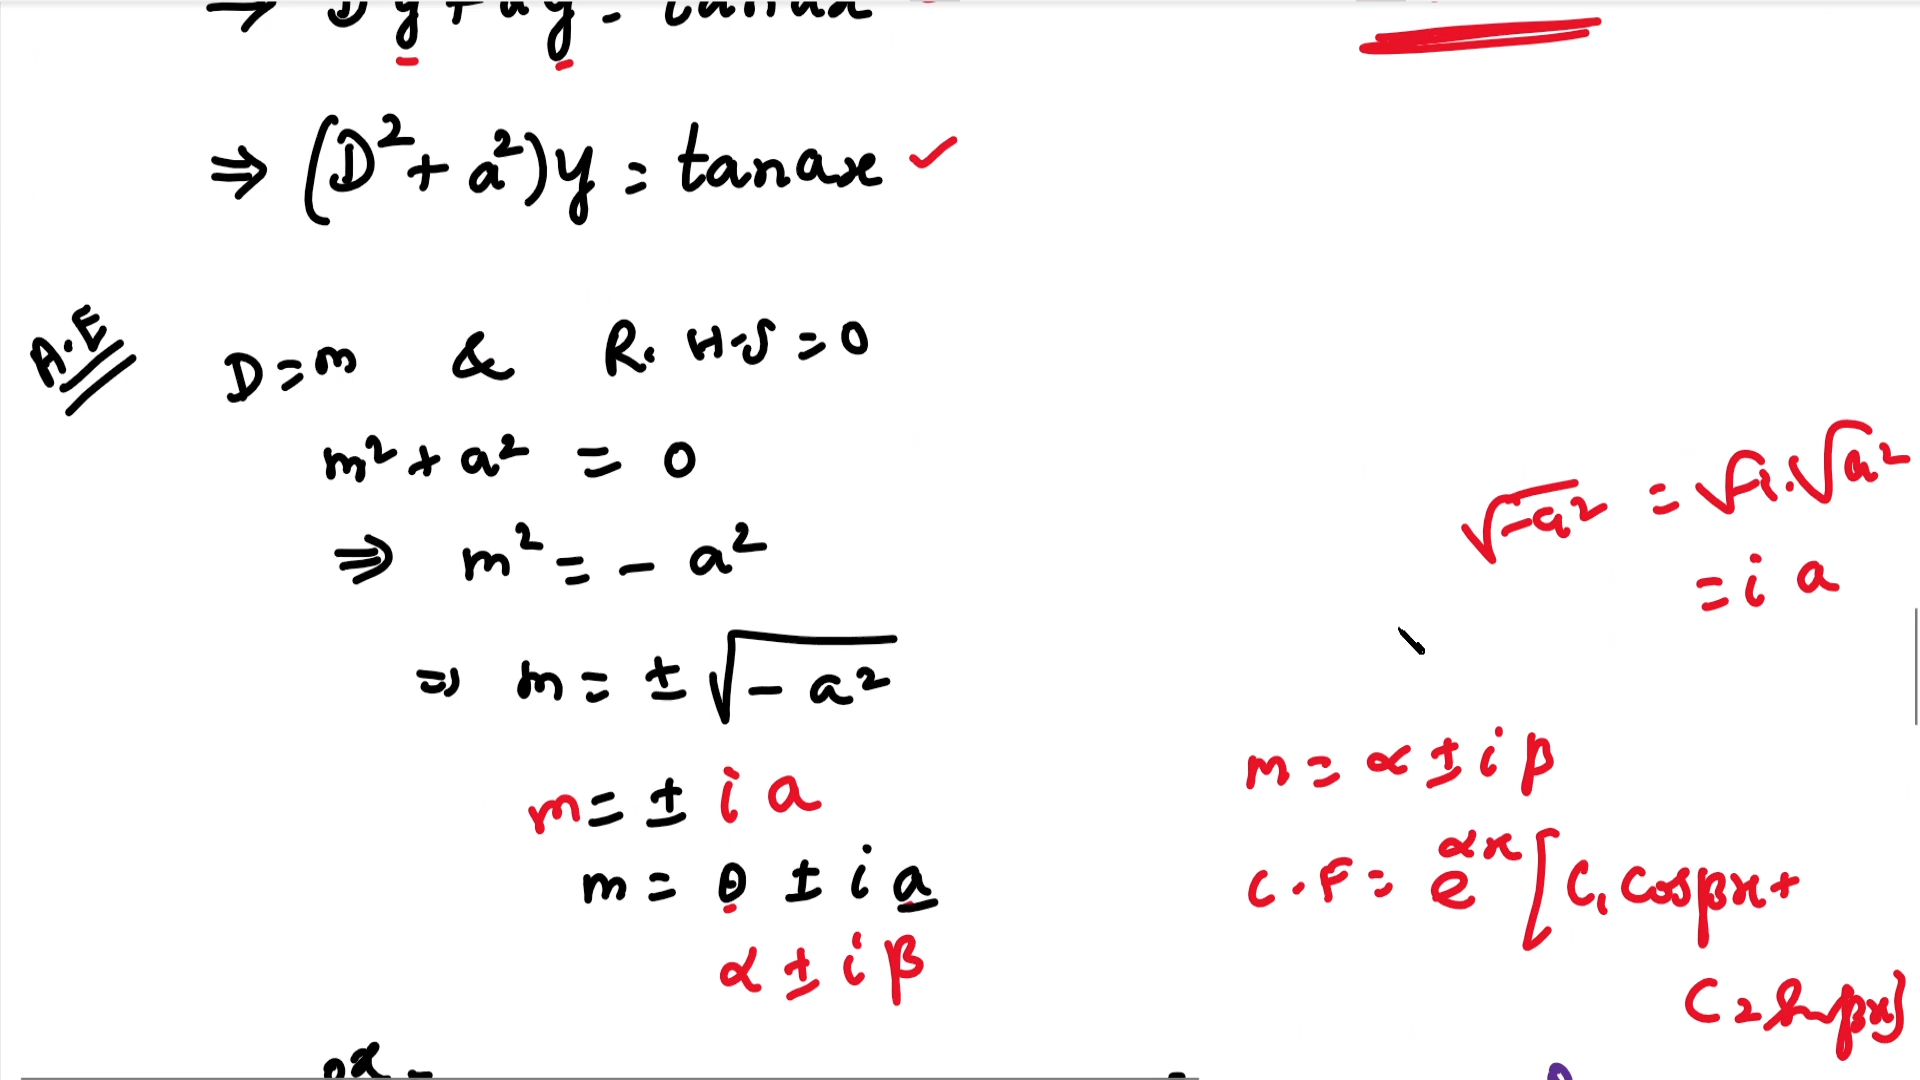 ⇒ (D²+ a²)y = tanax ✓
A.E
D = m & R.H.S = 0
m² + a² = 0
⇒ m² = - a²
⇒ m = ± √- a²
m = ± i a
m = 0 ± i a
α ± i β
√-a² = √-1.√a²
= i a
m = α ± i β
C.F = e^αx [C₁ Cosβx +
C₂ Sinβx]